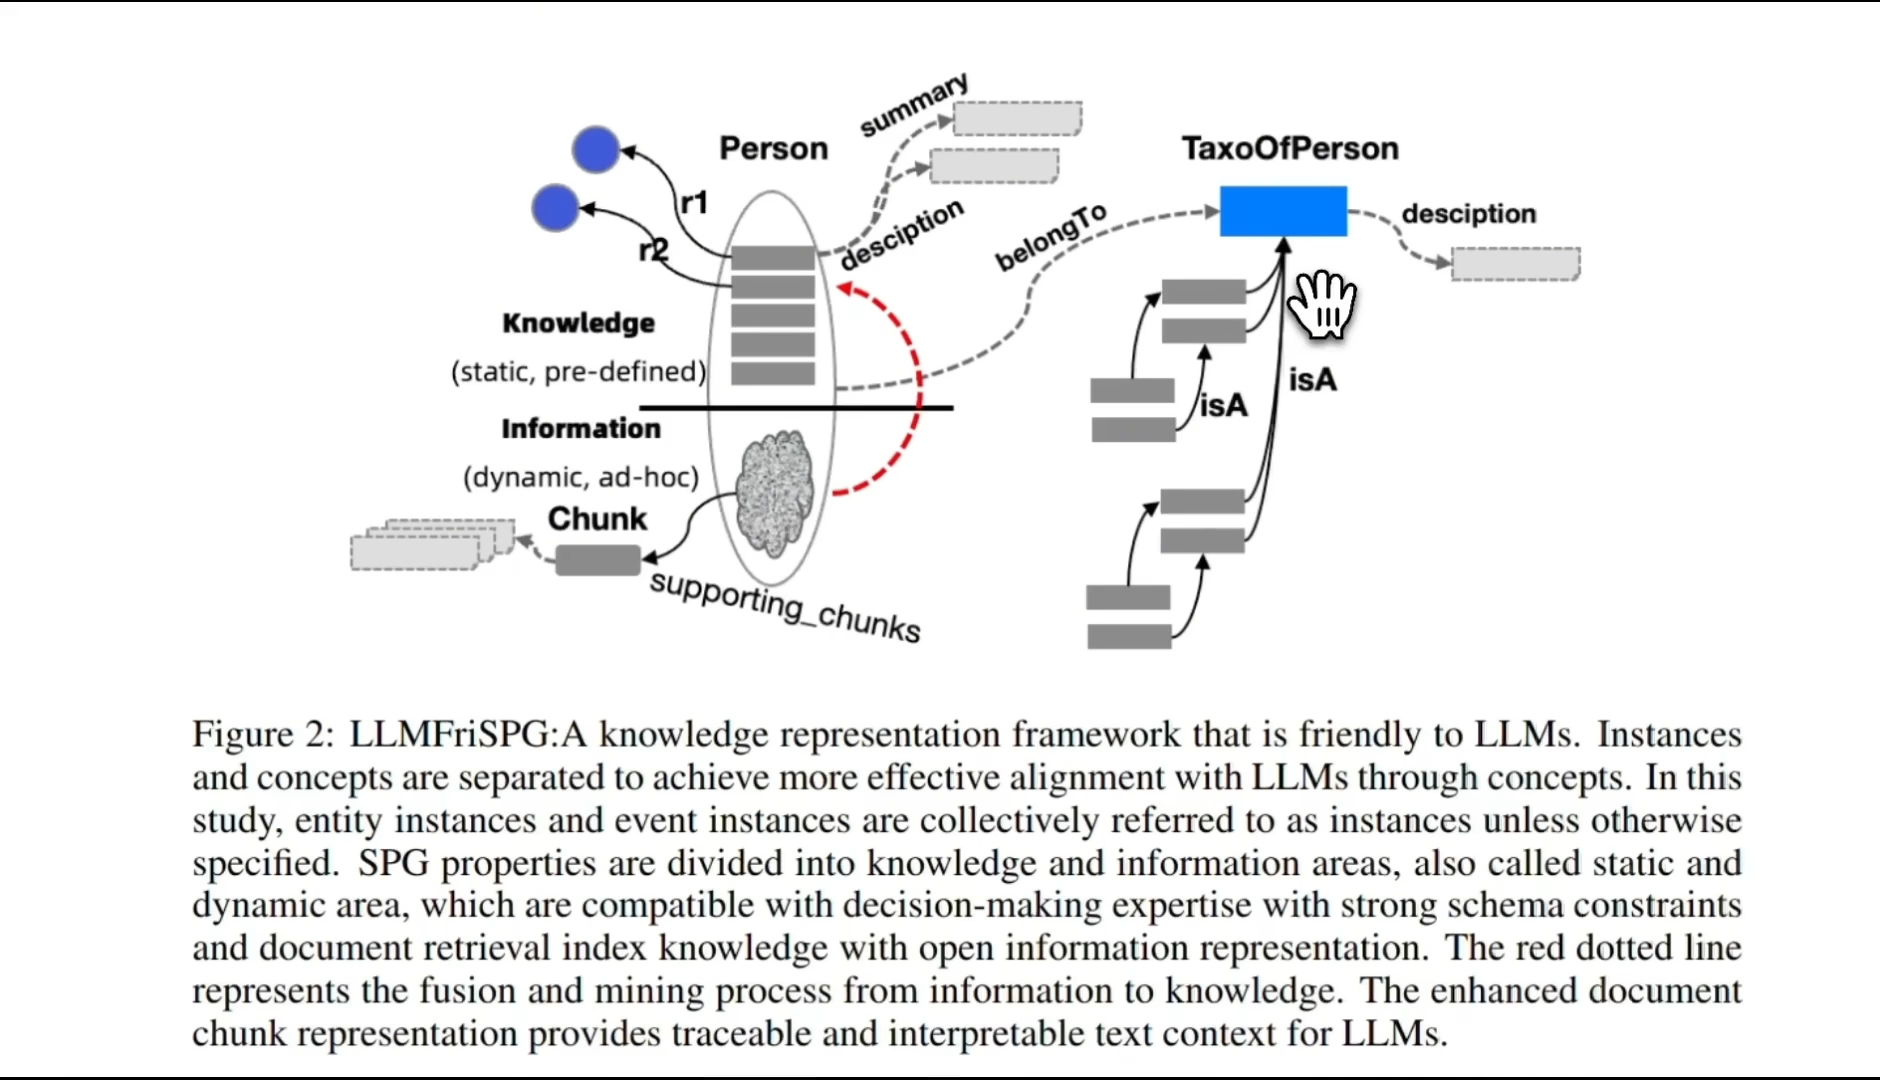 summary
Person
TaxoOfPerson
r1
desciption
belongTo
desciption
r2
Knowledge
(static, pre-defined)
isA
isA
Information
(dynamic, ad-hoc)
Chunk
supporting_chunks
Figure 2: LLMFriSPG:A knowledge representation framework that is friendly to LLMs. Instances
and concepts are separated to achieve more effective alignment with LLMs through concepts. In this
study, entity instances and event instances are collectively referred to as instances unless otherwise
specified. SPG properties are divided into knowledge and information areas, also called static and
dynamic area, which are compatible with decision-making expertise with strong schema constraints
and document retrieval index knowledge with open information representation. The red dotted line
represents the fusion and mining process from information to knowledge. The enhanced document
chunk representation provides traceable and interpretable text context for LLMs.